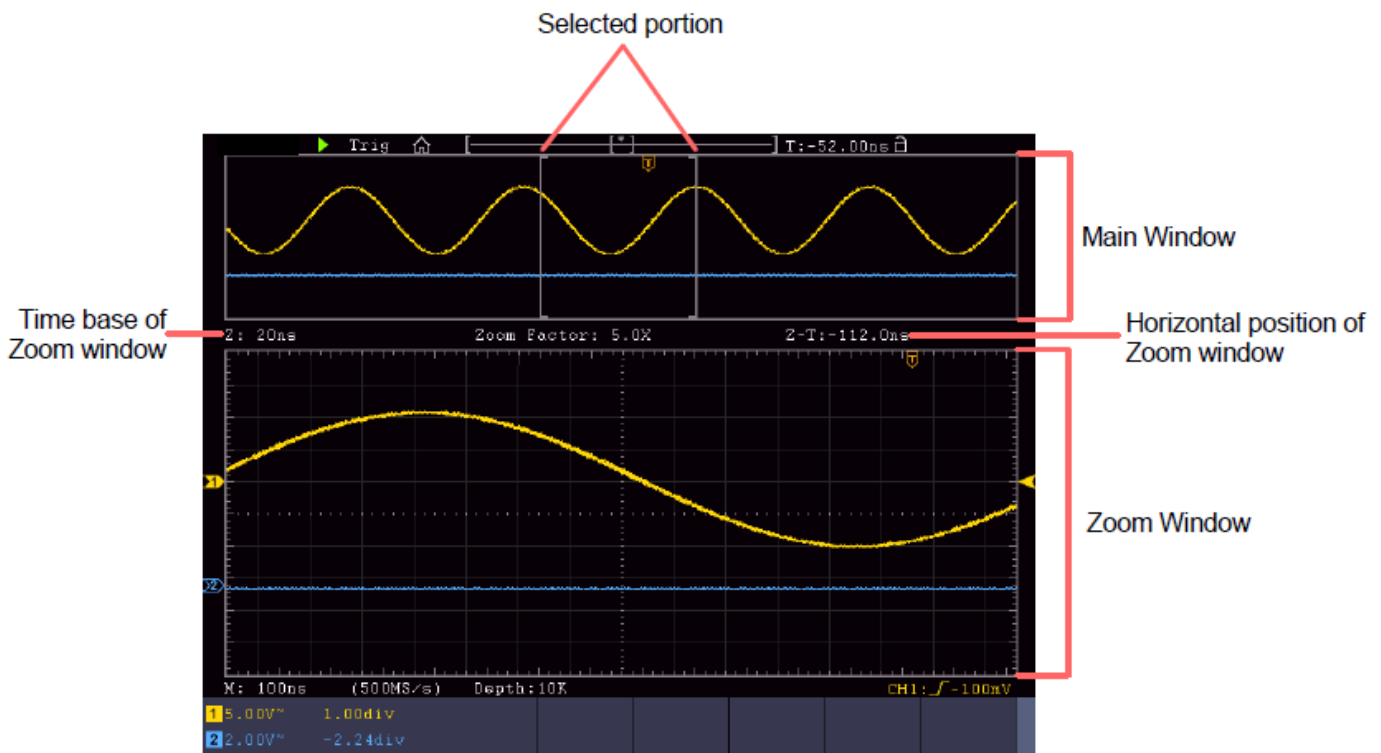 Selected portion
Trig T:-52.00ns
T
Main Window
Time base of
Zoom window
Z: 20ns Zoom Factor: 5.0X Z-T:-112.0ns
Horizontal position of
Zoom window
T
1
Zoom Window
2
M: 100ns (500MS/s) Depth:10K CH1: -100mV
1 5.00V~ 1.00div
2 2.00V~ -2.24div